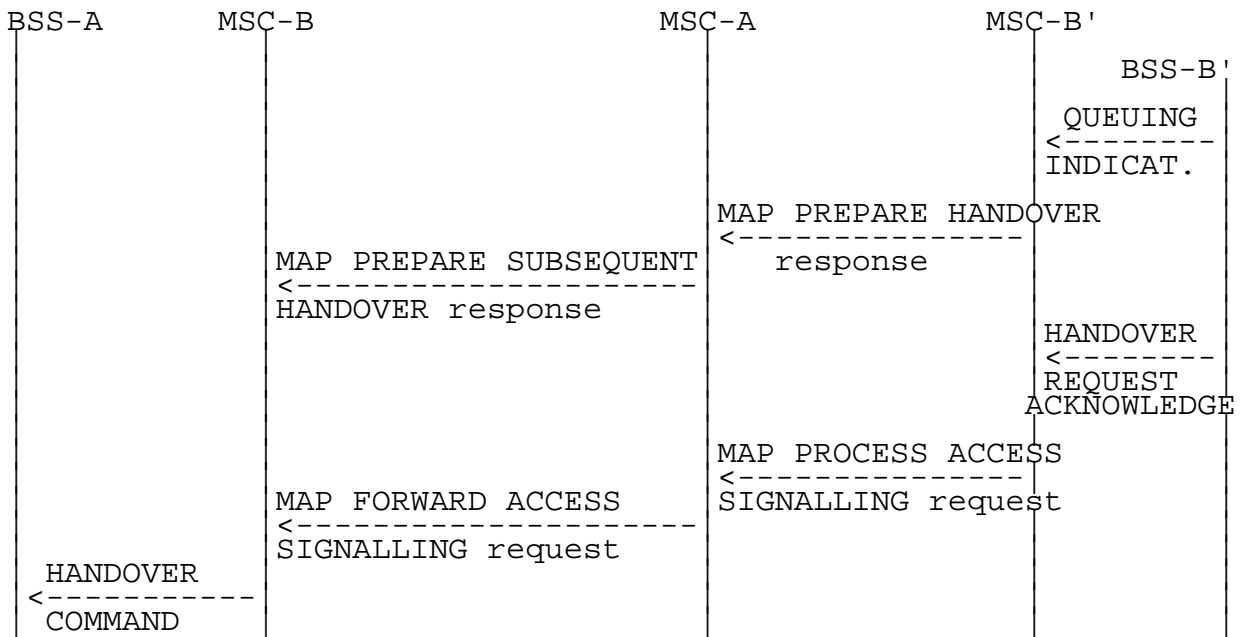 BSS-A MSC-B MSC-A MSC-B'
BSS-B'
QUEUING
INDICAT.
MAP PREPARE HANDOVER
response
MAP PREPARE SUBSEQUENT
HANDOVER response
HANDOVER
REQUEST
ACKNOWLEDGE
MAP PROCESS ACCESS
SIGNALLING request
MAP FORWARD ACCESS
SIGNALLING request
HANDOVER
COMMAND